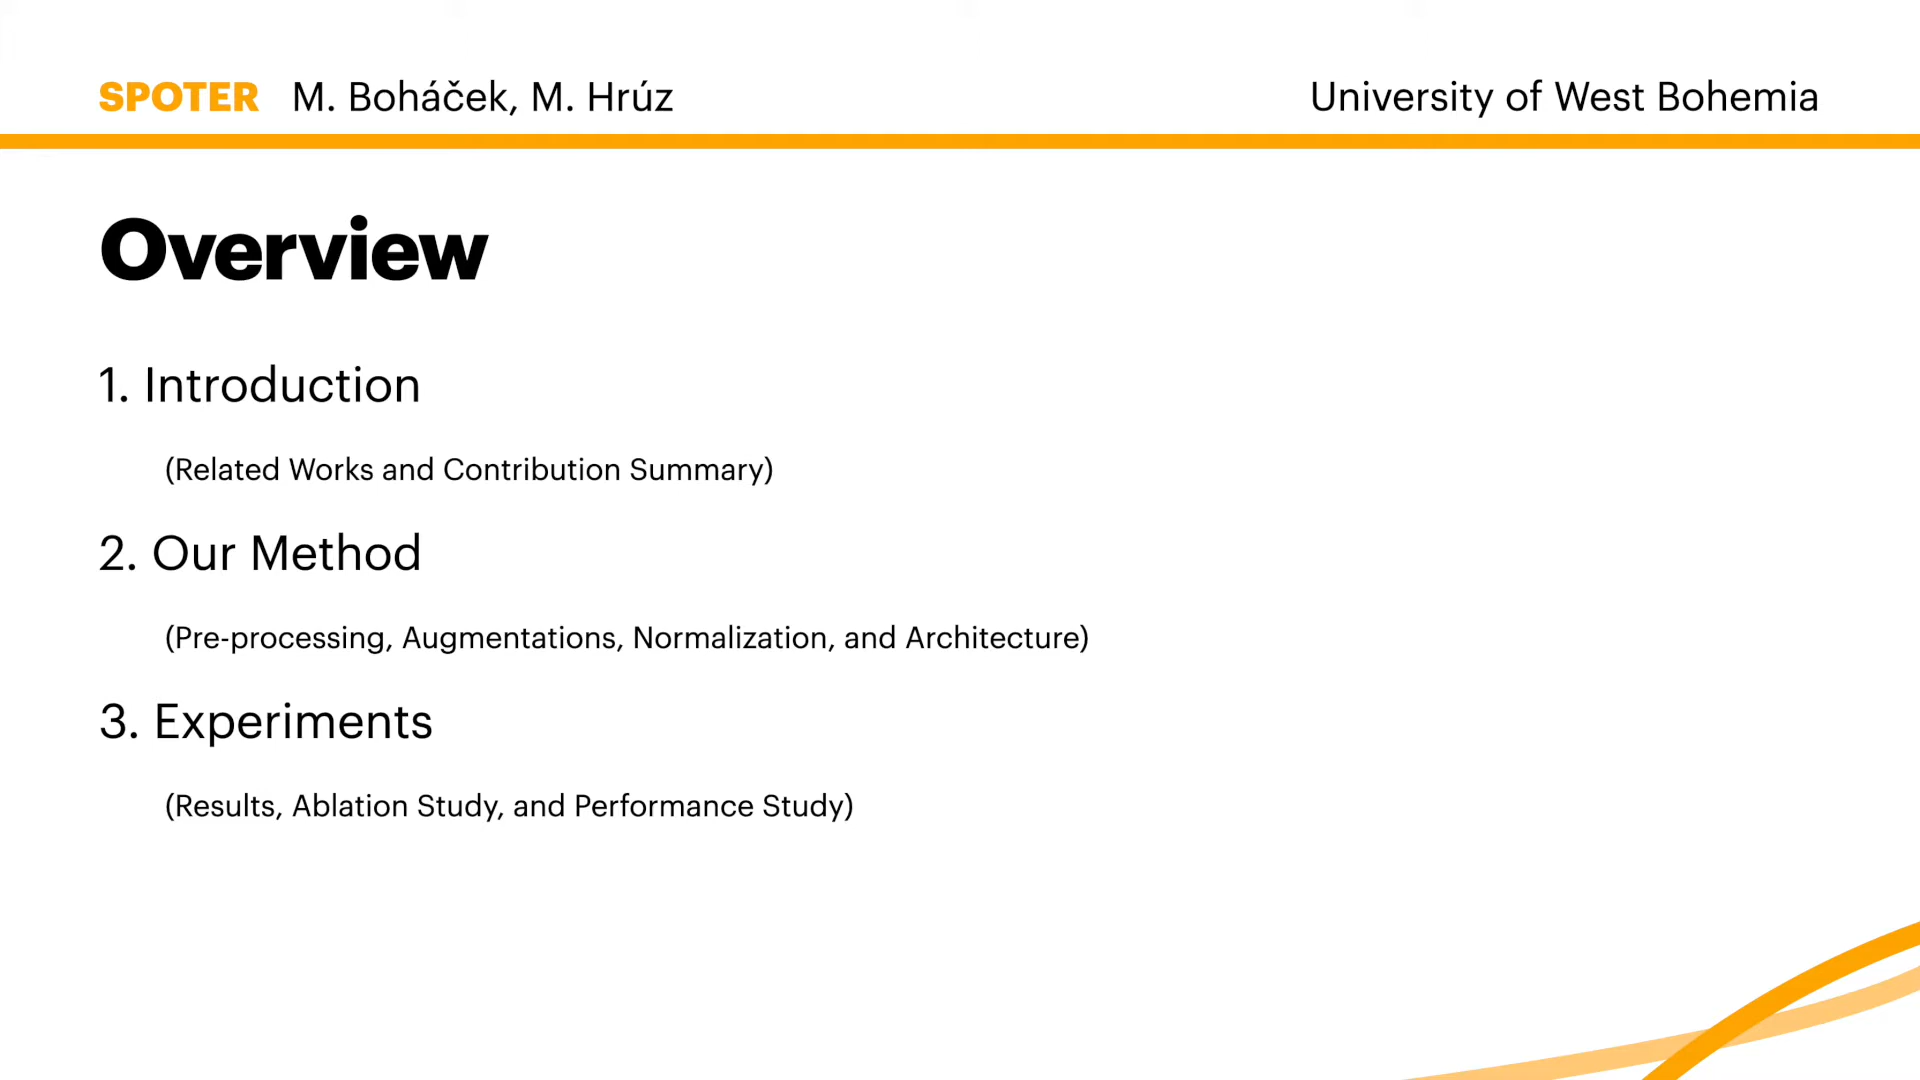 SPOTER M. Boháček, M. Hrúz University of West Bohemia
Overview
1. Introduction
(Related Works and Contribution Summary)
2. Our Method
(Pre-processing, Augmentations, Normalization, and Architecture)
3. Experiments
(Results, Ablation Study, and Performance Study)